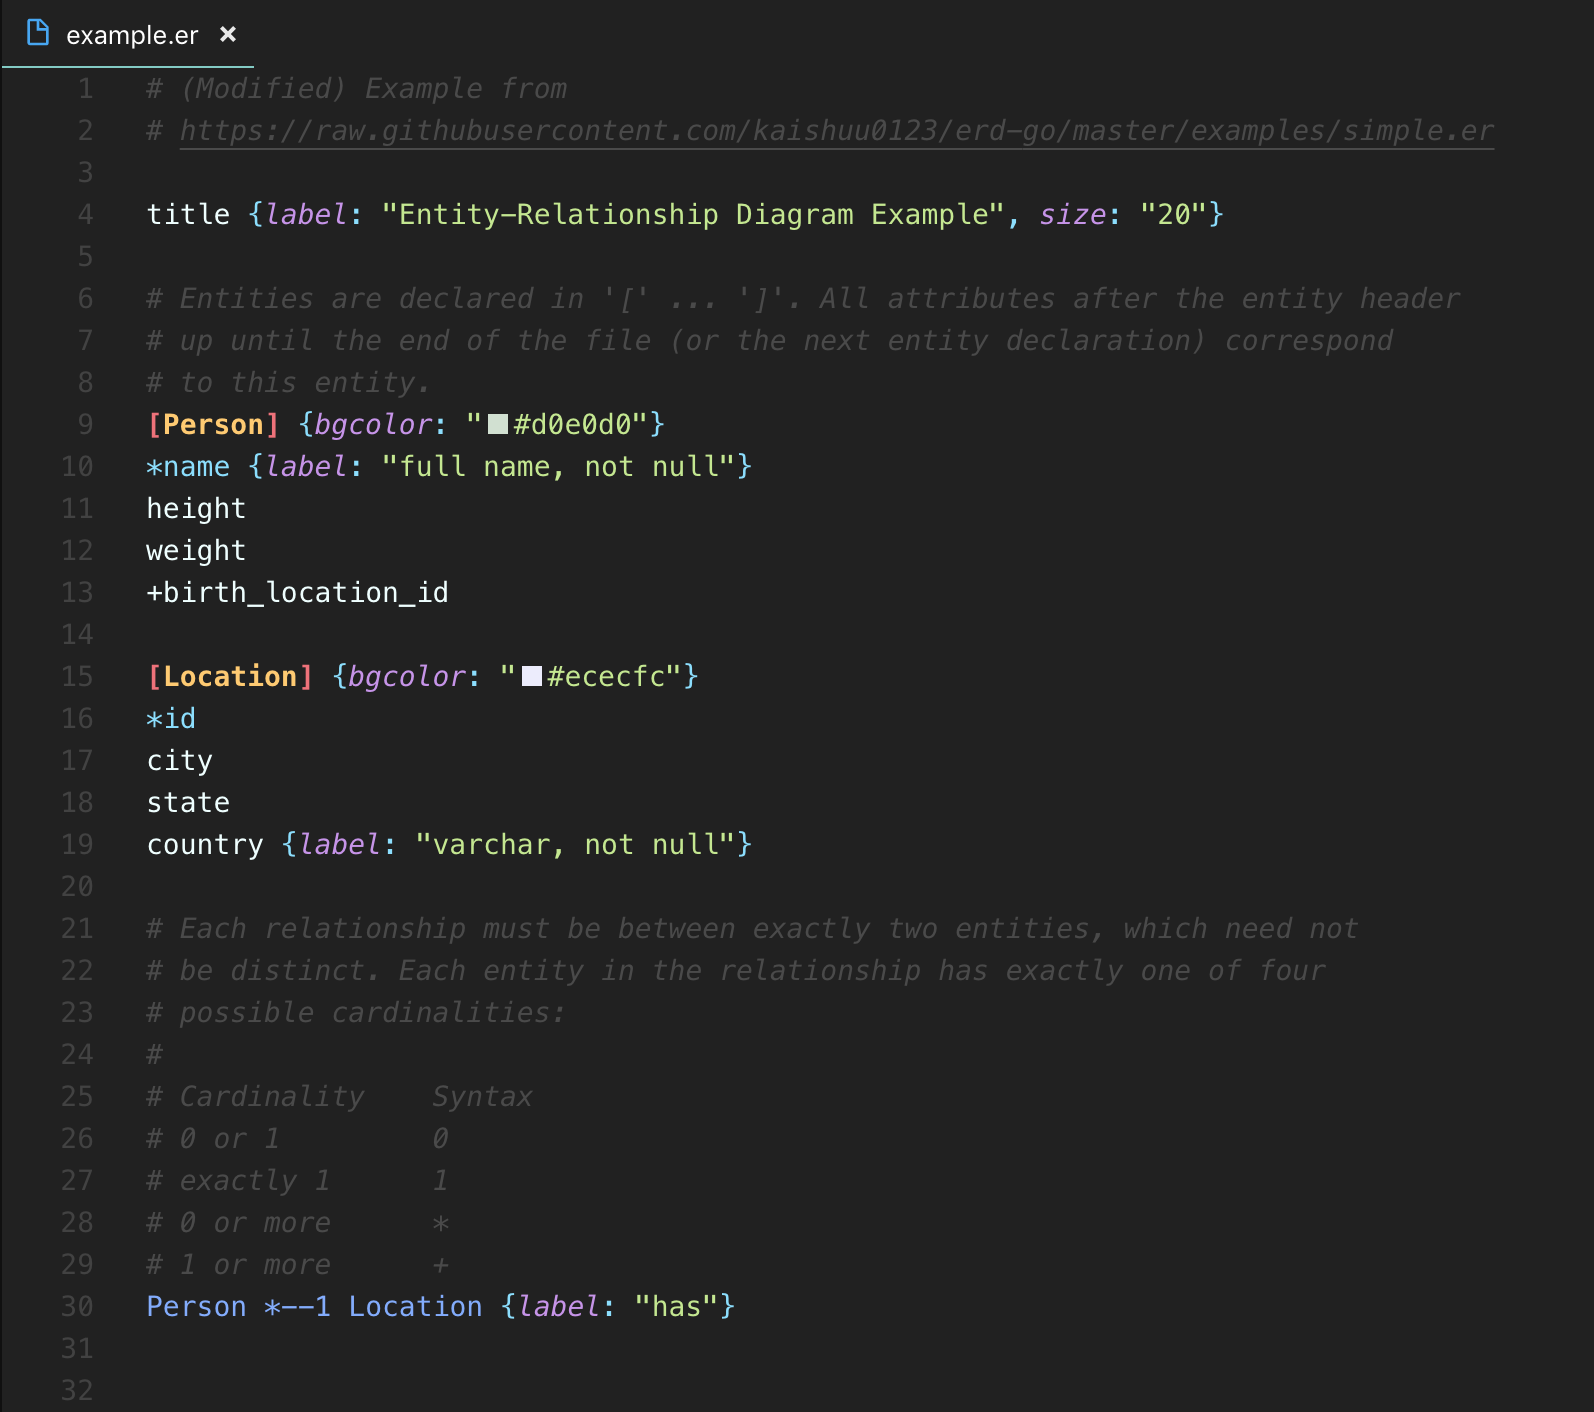 example.er ×
1 # (Modified) Example from
2 # https://raw.githubusercontent.com/kaishuu0123/erd-go/master/examples/simple.er
3
4 title {label: "Entity-Relationship Diagram Example", size: "20"}
5
6 # Entities are declared in '[' ... ']'. All attributes after the entity header
7 # up until the end of the file (or the next entity declaration) correspond
8 # to this entity.
9 [Person] {bgcolor: "#d0e0d0"}
10 *name {label: "full name, not null"}
11 height
12 weight
13 +birth_location_id
14
15 [Location] {bgcolor: "#ececfc"}
16 *id
17 city
18 state
19 country {label: "varchar, not null"}
20
21 # Each relationship must be between exactly two entities, which need not
22 # be distinct. Each entity in the relationship has exactly one of four
23 # possible cardinalities:
24 #
25 # Cardinality    Syntax
26 # 0 or 1         0
27 # exactly 1      1
28 # 0 or more      *
29 # 1 or more      +
30 Person *--1 Location {label: "has"}
31
32